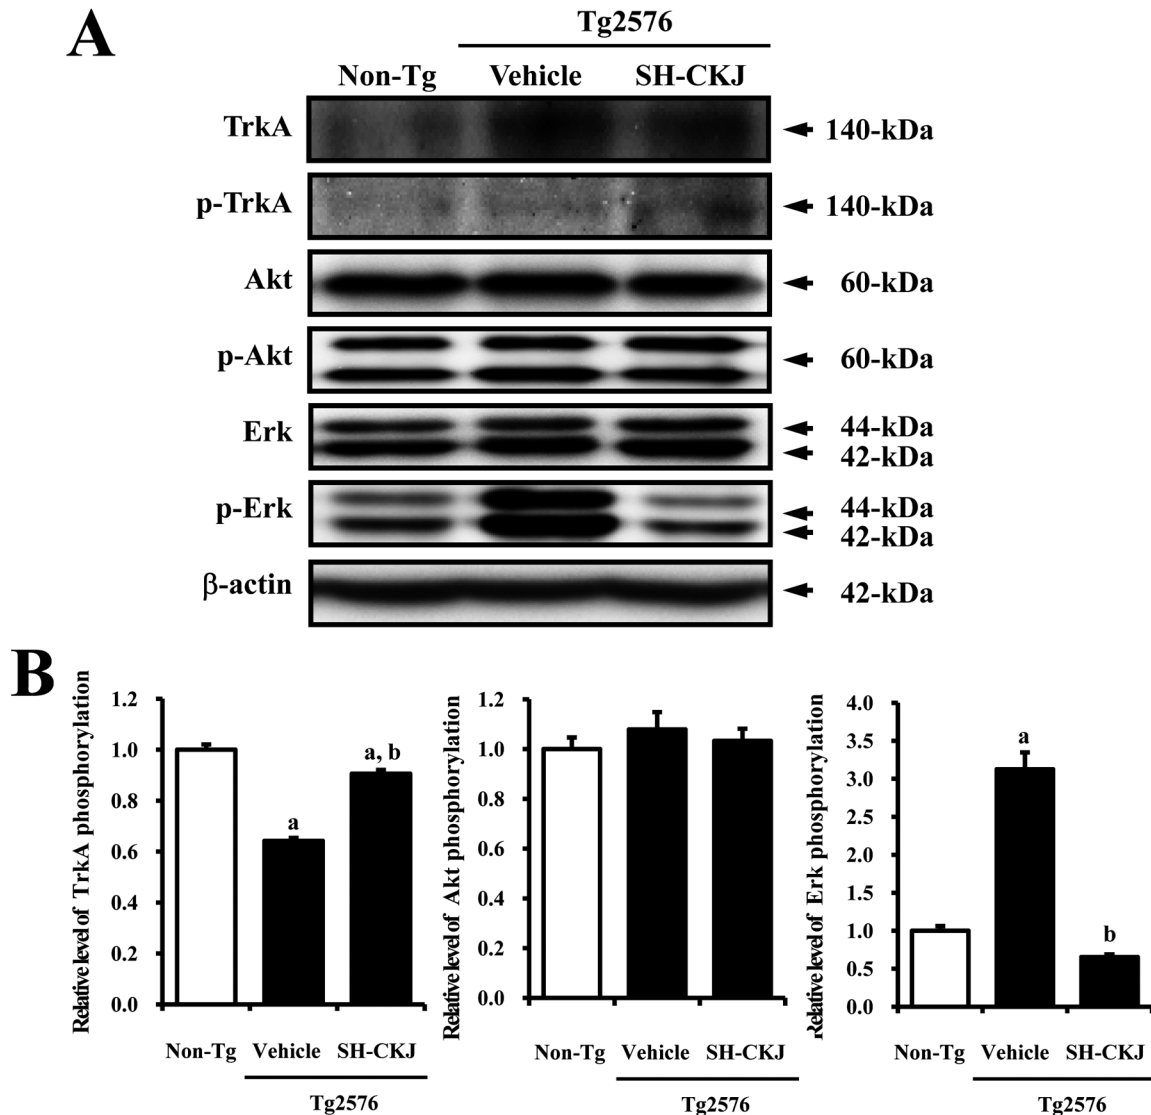 A
Tg2576
Non-Tg Vehicle SH-CKJ
TrkA 140-kDa
p-TrkA 140-kDa
Akt 60-kDa
p-Akt 60-kDa
Erk 44-kDa
42-kDa
p-Erk 44-kDa
42-kDa
β-actin 42-kDa
B
Relative level of TrkA phosphorylation
1.2
1.0
0.8
0.6
0.4
0.2
0.0
a
a, b
Non-Tg Vehicle SH-CKJ
Tg2576
Relative level of Akt phosphorylation
1.2
1.0
0.8
0.6
0.4
0.2
0.0
Non-Tg Vehicle SH-CKJ
Tg2576
Relative level of Erk phosphorylation
4.0
3.5
3.0
2.5
2.0
1.5
1.0
0.5
0.0
a
b
Non-Tg Vehicle SH-CKJ
Tg2576